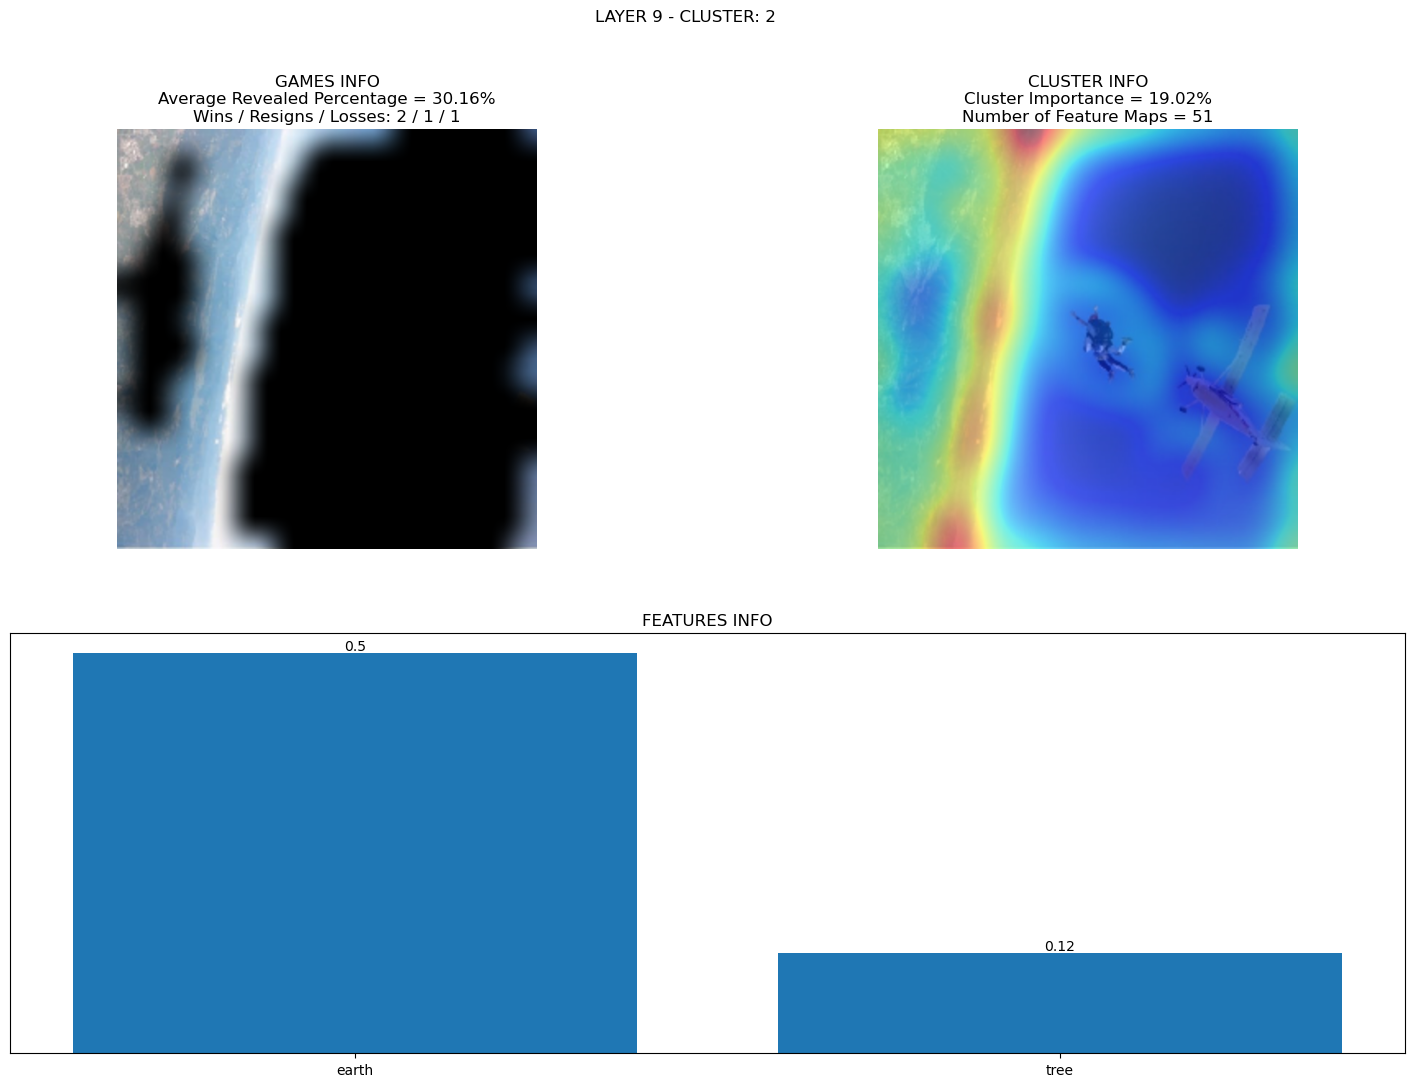 LAYER 9 - CLUSTER: 2
GAMES INFO
Average Revealed Percentage = 30.16%
Wins / Resigns / Losses: 2 / 1 / 1
CLUSTER INFO
Cluster Importance = 19.02%
Number of Feature Maps = 51
FEATURES INFO
0.5
0.12
earth
tree